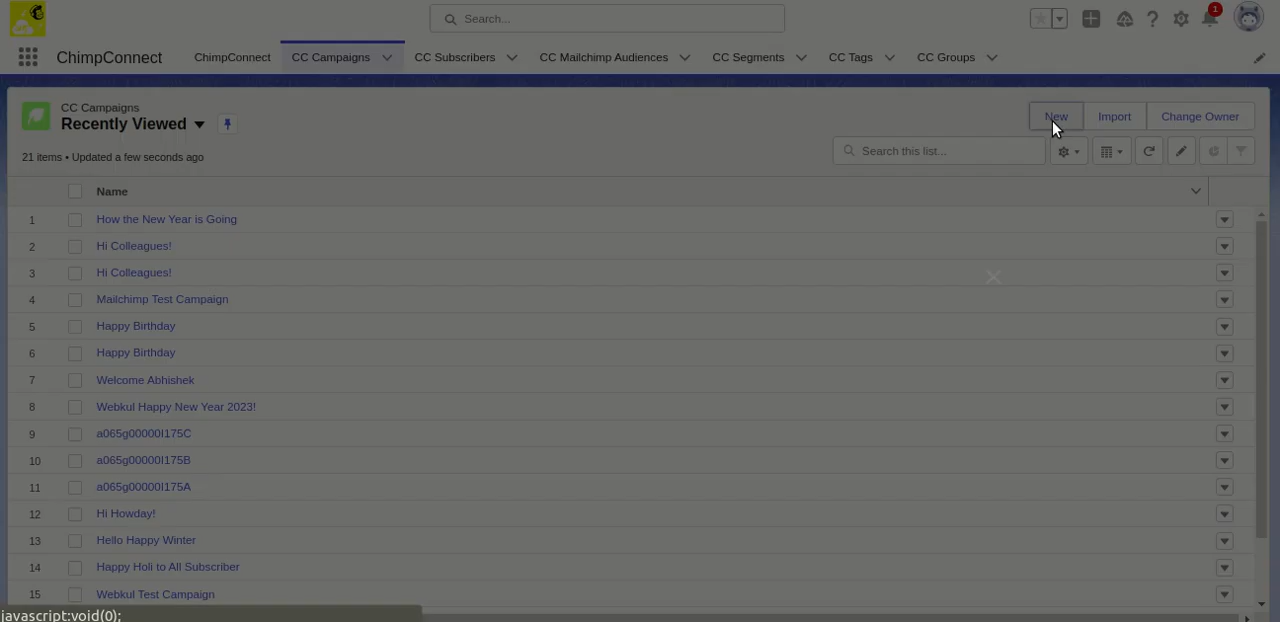 Search...
1
ChimpConnect
ChimpConnect
CC Campaigns
CC Subscribers
CC Mailchimp Audiences
CC Segments
CC Tags
CC Groups
CC Campaigns
Recently Viewed
New
Import
Change Owner
21 items • Updated a few seconds ago
Search this list...
Name
1 How the New Year is Going
2 Hi Colleagues!
3 Hi Colleagues!
4 Mailchimp Test Campaign
5 Happy Birthday
6 Happy Birthday
7 Welcome Abhishek
8 Webkul Happy New Year 2023!
9 a065g00000I175C
10 a065g00000I175B
11 a065g00000I175A
12 Hi Howday!
13 Hello Happy Winter
14 Happy Holi to All Subscriber
15 Webkul Test Campaign
javascript:void(0);